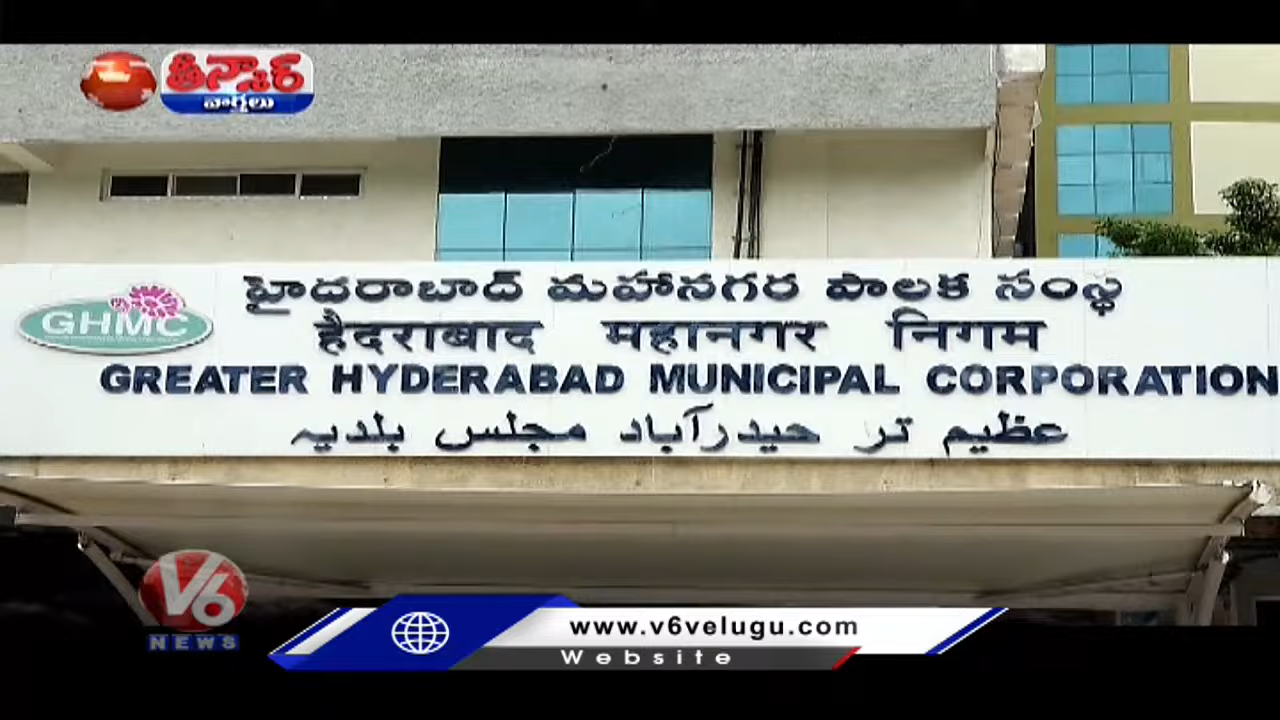 తీన్మార్
వార్తలు
GHMC
హైదరాబాద్ మహానగర పాలక సంస్థ
हैदराबाद महानगर निगम
GREATER HYDERABAD MUNICIPAL CORPORATION
عظیم تر حیدرآباد مجلس بلدیہ
V6
NEWS
www.v6velugu.com
Website